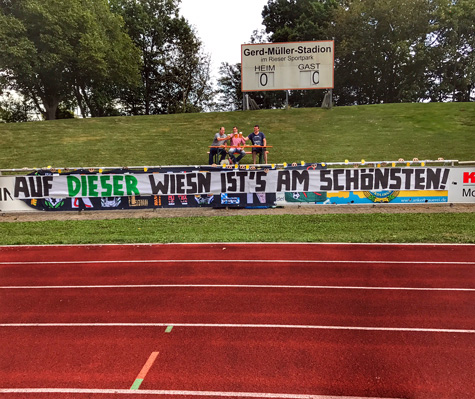 Gerd-Müller-Stadion
im Rieser Sportpark
HEIM GAST
0 0
AUF DIESER WIESN IST'S AM SCHÖNSTEN!